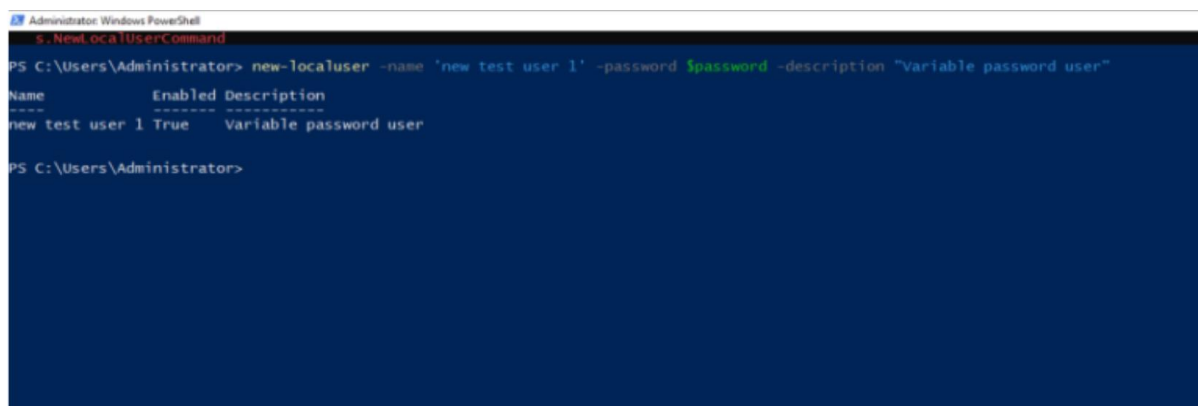 Administrator: Windows PowerShell
s.NewLocalUserCommand
PS C:\Users\Administrator> new-localuser -name 'new test user 1' -password $password -description "Variable password user"
Name Enabled Description
---- ------- -----------
new test user 1 True Variable password user
PS C:\Users\Administrator>